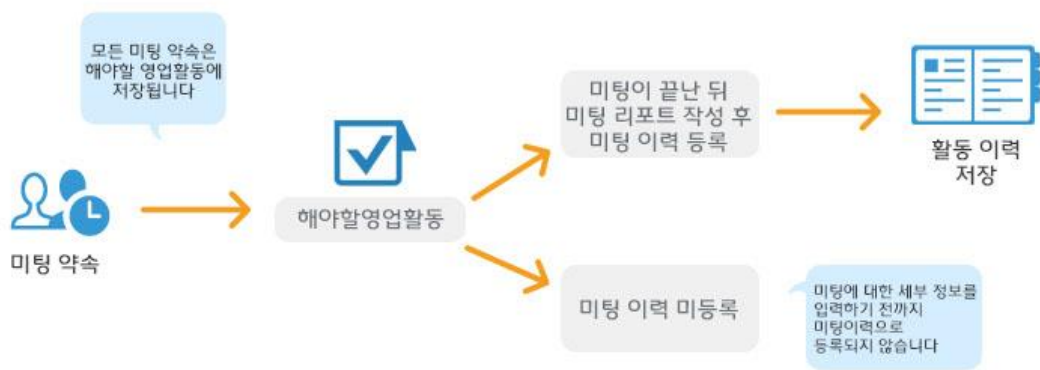 모든 미팅 약속은
해야할 영업활동에
저장됩니다
미팅 약속
해야할영업활동
미팅이 끝난 뒤
미팅 리포트 작성 후
미팅 이력 등록
활동 이력
저장
미팅 이력 미등록
미팅에 대한 세부 정보를
입력하기 전까지
미팅이력으로
등록되지 않습니다